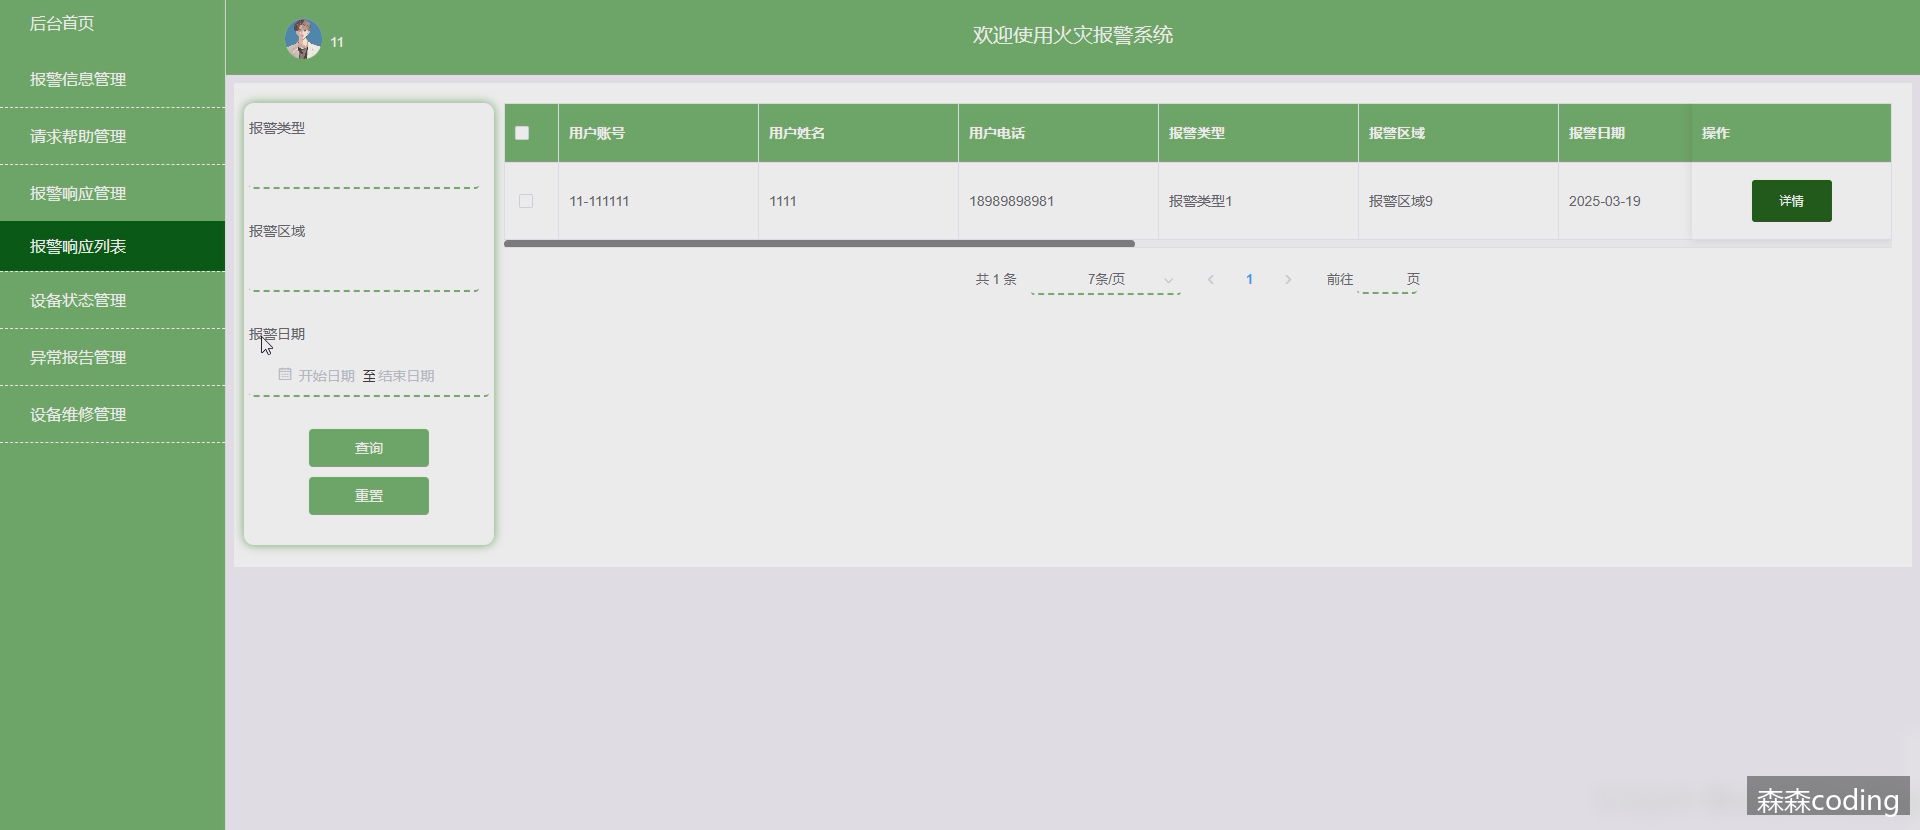 后台首页
报警信息管理
请求帮助管理
报警响应管理
报警响应列表
设备状态管理
异常报告管理
设备维修管理
11
欢迎使用火灾报警系统
报警类型
报警区域
报警日期
开始日期 至 结束日期
查询
重置
用户账号 用户姓名 用户电话 报警类型 报警区域 报警日期 操作
11-111111 1111 18989898981 报警类型1 报警区域9 2025-03-19 详情
共 1 条 7条/页 1 前往 页
森森coding